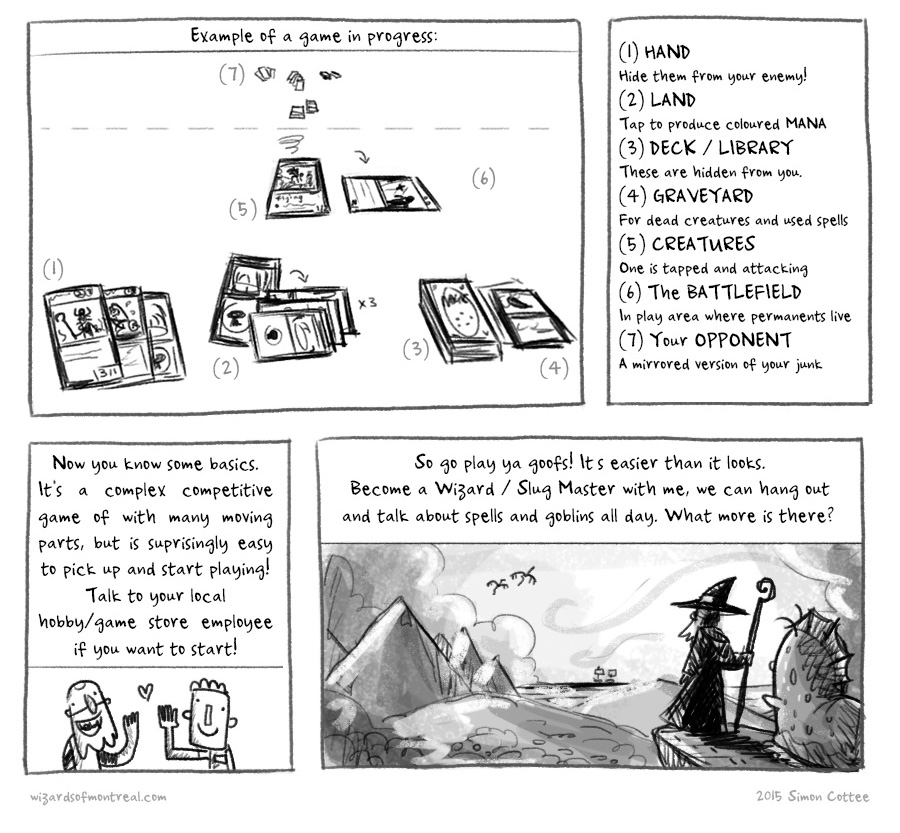 Example of a game in progress:
(7)
(6)
(5)
flying
(1)
x3
3/1
(2)
(3)
(4)
(1) HAND
Hide them from your enemy!
(2) LAND
Tap to produce coloured MANA
(3) DECK / LIBRARY
These are hidden from you.
(4) GRAVEYARD
For dead creatures and used spells
(5) CREATURES
One is tapped and attacking
(6) The BATTLEFIELD
In play area where permanents live
(7) Your OPPONENT
A mirrored version of your junk
Now you know some basics.
It's a complex competitive
game of with many moving
parts, but is suprisingly easy
to pick up and start playing!
Talk to your local
hobby/game store employee
if you want to start!
So go play ya goofs! It's easier than it looks.
Become a Wizard / Slug Master with me, we can hang out
and talk about spells and goblins all day. What more is there?
wizardsofmontreal.com
2015 Simon Cottee